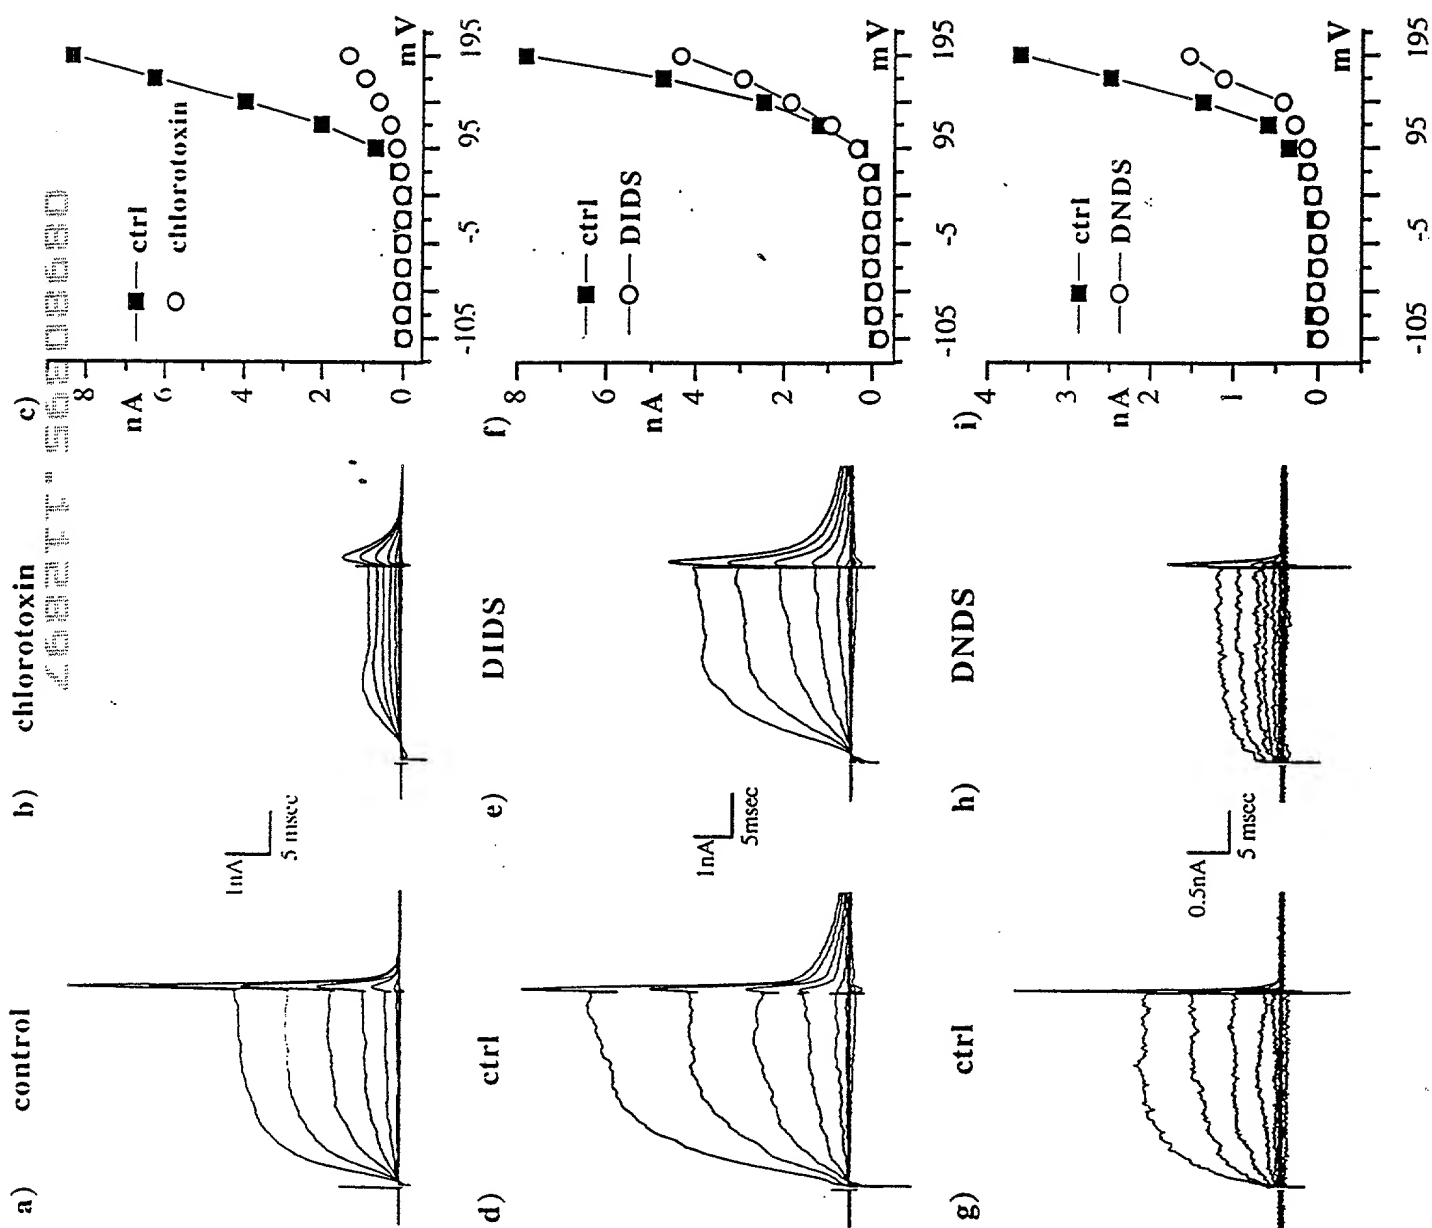 a) control
1nA
5 msec
b) chlorotoxin
c)
8
nA
6
4
2
0
ctrl
chlorotoxin
-105
-5
95
195
mV
d) ctrl
1nA
5msec
e) DIDS
f)
8
6
nA
4
2
0
ctrl
DIDS
-105
-5
95
195
mV
g) ctrl
0.5nA
5 msec
h) DNDS
i)
4
3
nA
2
1
0
ctrl
DNDS
-105
-5
95
195
mV